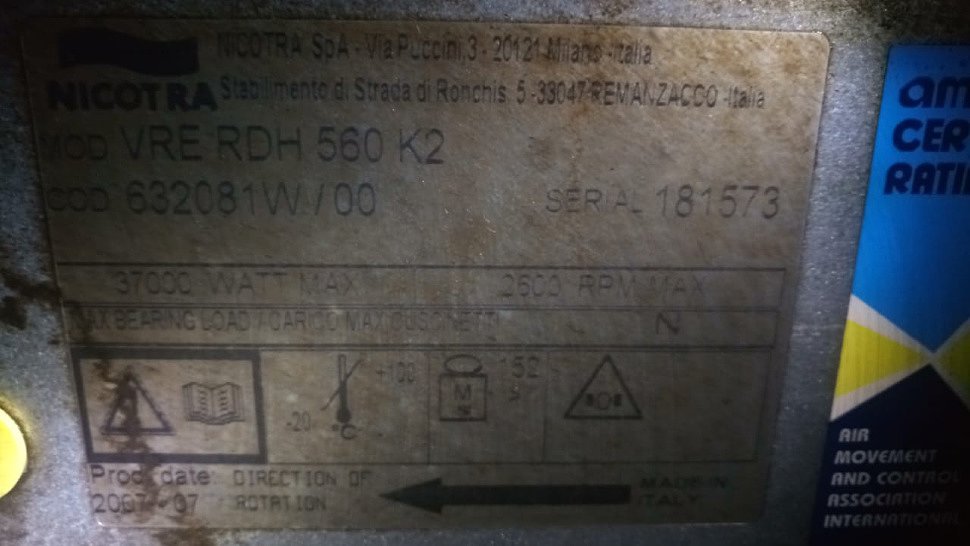 NICOTRA SpA - Via Puccini,3 - 20121 Milano -Italia
NICOTRA Stabilimento di Strada di Ronchis, 5 -33047 REMANZACCO -Italia
MOD VRE RDH 560 K2
COD 632081W/00 SERIAL 181573
37000 WATT MAX 2600 RPM MAX
MAX BEARING LOAD / CARICO MAX CUSCINETTI N
-20 +100 °C
M 152
Prod. date DIRECTION OF MADE IN
2007 07 ROTATION ITALY
am
CER
RATI
AIR
MOVEMENT
AND CONTROL
ASSOCIATION
INTERNATIONAL